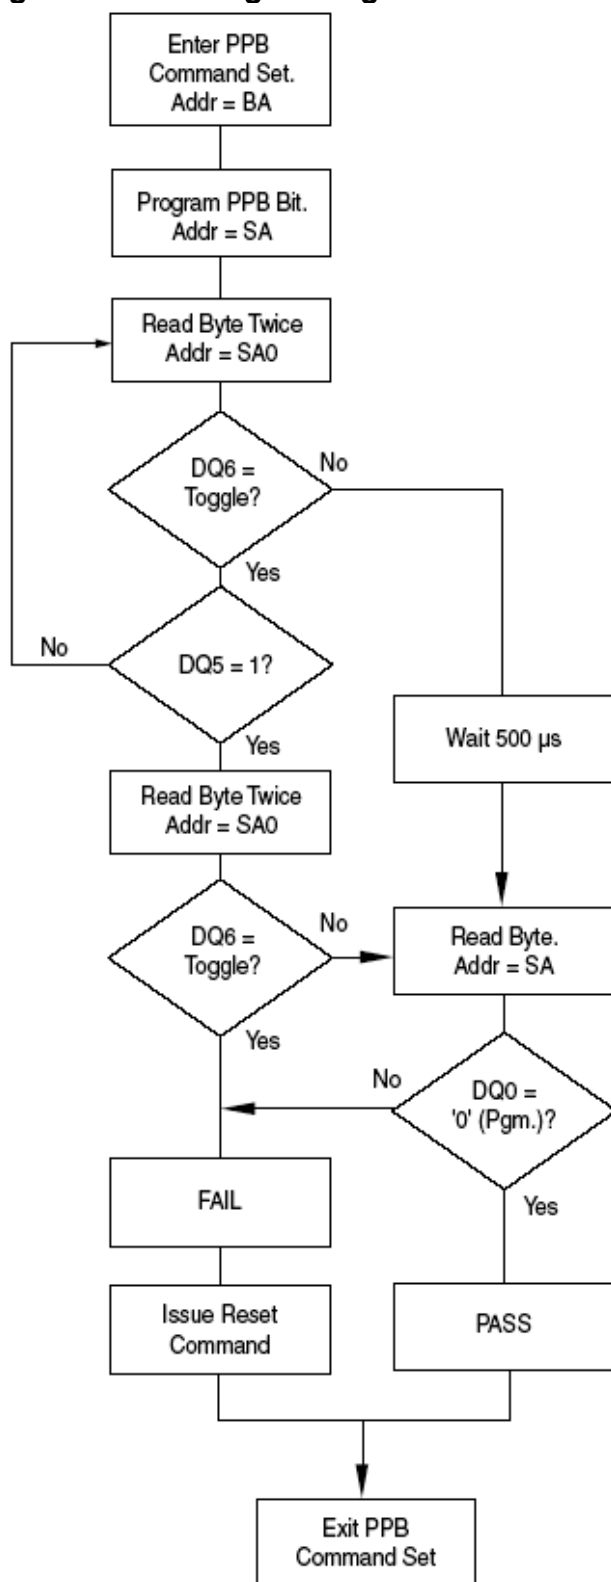 Enter PPB
Command Set.
Addr = BA
Program PPB Bit.
Addr = SA
Read Byte Twice
Addr = SA0
DQ6 =
Toggle?
No
Yes
DQ5 = 1?
No
Yes
Wait 500 µs
Read Byte Twice
Addr = SA0
DQ6 =
Toggle?
No
Yes
Read Byte.
Addr = SA
DQ0 =
'0' (Pgm.)?
No
Yes
FAIL
Issue Reset
Command
PASS
Exit PPB
Command Set